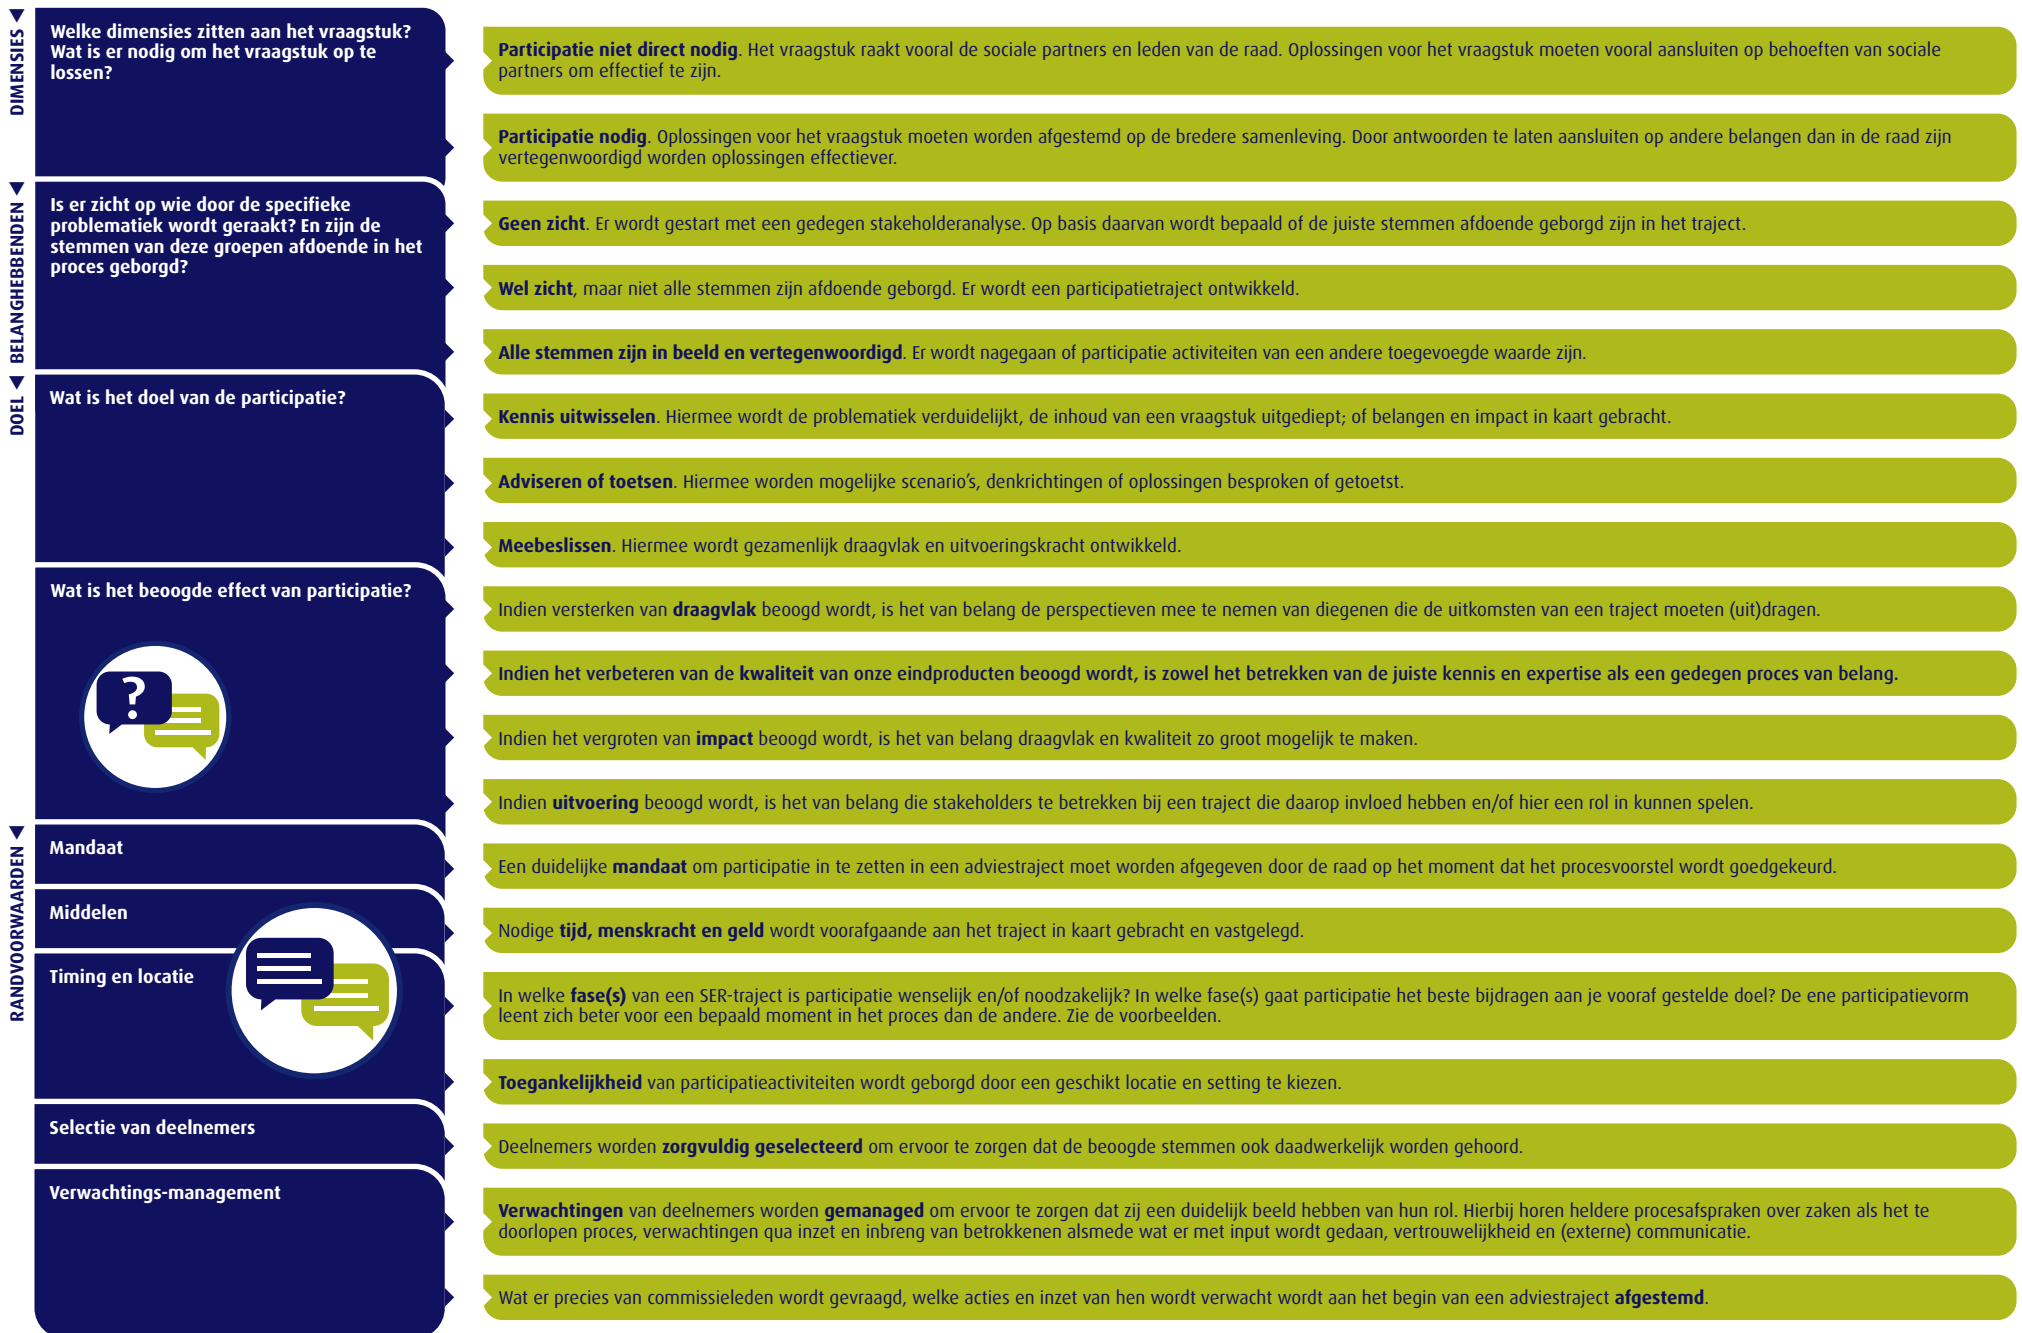 DIMENSIES
Welke dimensies zitten aan het vraagstuk?
Wat is er nodig om het vraagstuk op te
lossen?
Participatie niet direct nodig. Het vraagstuk raakt vooral de sociale partners en leden van de raad. Oplossingen voor het vraagstuk moeten vooral aansluiten op behoeften van sociale
partners om effectief te zijn.
Participatie nodig. Oplossingen voor het vraagstuk moeten worden afgestemd op de bredere samenleving. Door antwoorden te laten aansluiten op andere belangen dan in de raad zijn
vertegenwoordigd worden oplossingen effectiever.
BELANGHEBBENDEN
Is er zicht op wie door de specifieke
problematiek wordt geraakt? En zijn de
stemmen van deze groepen afdoende in het
proces geborgd?
Geen zicht. Er wordt gestart met een gedegen stakeholderanalyse. Op basis daarvan wordt bepaald of de juiste stemmen afdoende geborgd zijn in het traject.
Wel zicht, maar niet alle stemmen zijn afdoende geborgd. Er wordt een participatietraject ontwikkeld.
Alle stemmen zijn in beeld en vertegenwoordigd. Er wordt nagegaan of participatie activiteiten van een andere toegevoegde waarde zijn.
DOEL
Wat is het doel van de participatie?
Kennis uitwisselen. Hiermee wordt de problematiek verduidelijkt, de inhoud van een vraagstuk uitgediept; of belangen en impact in kaart gebracht.
Adviseren of toetsen. Hiermee worden mogelijke scenario's, denkrichtingen of oplossingen besproken of getoetst.
Meebeslissen. Hiermee wordt gezamenlijk draagvlak en uitvoeringskracht ontwikkeld.
Wat is het beoogde effect van participatie?
?
Indien versterken van draagvlak beoogd wordt, is het van belang de perspectieven mee te nemen van diegenen die de uitkomsten van een traject moeten (uit)dragen.
Indien het verbeteren van de kwaliteit van onze eindproducten beoogd wordt, is zowel het betrekken van de juiste kennis en expertise als een gedegen proces van belang.
Indien het vergroten van impact beoogd wordt, is het van belang draagvlak en kwaliteit zo groot mogelijk te maken.
Indien uitvoering beoogd wordt, is het van belang die stakeholders te betrekken bij een traject die daarop invloed hebben en/of hier een rol in kunnen spelen.
RANDVOORWAARDEN
Mandaat
Een duidelijke mandaat om participatie in te zetten in een adviestraject moet worden afgegeven door de raad op het moment dat het procesvoorstel wordt goedgekeurd.
Middelen
Nodige tijd, menskracht en geld wordt voorafgaande aan het traject in kaart gebracht en vastgelegd.
Timing en locatie
In welke fase(s) van een SER-traject is participatie wenselijk en/of noodzakelijk? In welke fase(s) gaat participatie het beste bijdragen aan je vooraf gestelde doel? De ene participatievorm
leent zich beter voor een bepaald moment in het proces dan de andere. Zie de voorbeelden.
Toegankelijkheid van participatieactiviteiten wordt geborgd door een geschikt locatie en setting te kiezen.
Selectie van deelnemers
Deelnemers worden zorgvuldig geselecteerd om ervoor te zorgen dat de beoogde stemmen ook daadwerkelijk worden gehoord.
Verwachtings-management
Verwachtingen van deelnemers worden gemanaged om ervoor te zorgen dat zij een duidelijk beeld hebben van hun rol. Hierbij horen heldere procesafspraken over zaken als het te
doorlopen proces, verwachtingen qua inzet en inbreng van betrokkenen alsmede wat er met input wordt gedaan, vertrouwelijkheid en (externe) communicatie.
Wat er precies van commissieleden wordt gevraagd, welke acties en inzet van hen wordt verwacht wordt aan het begin van een adviestraject afgestemd.